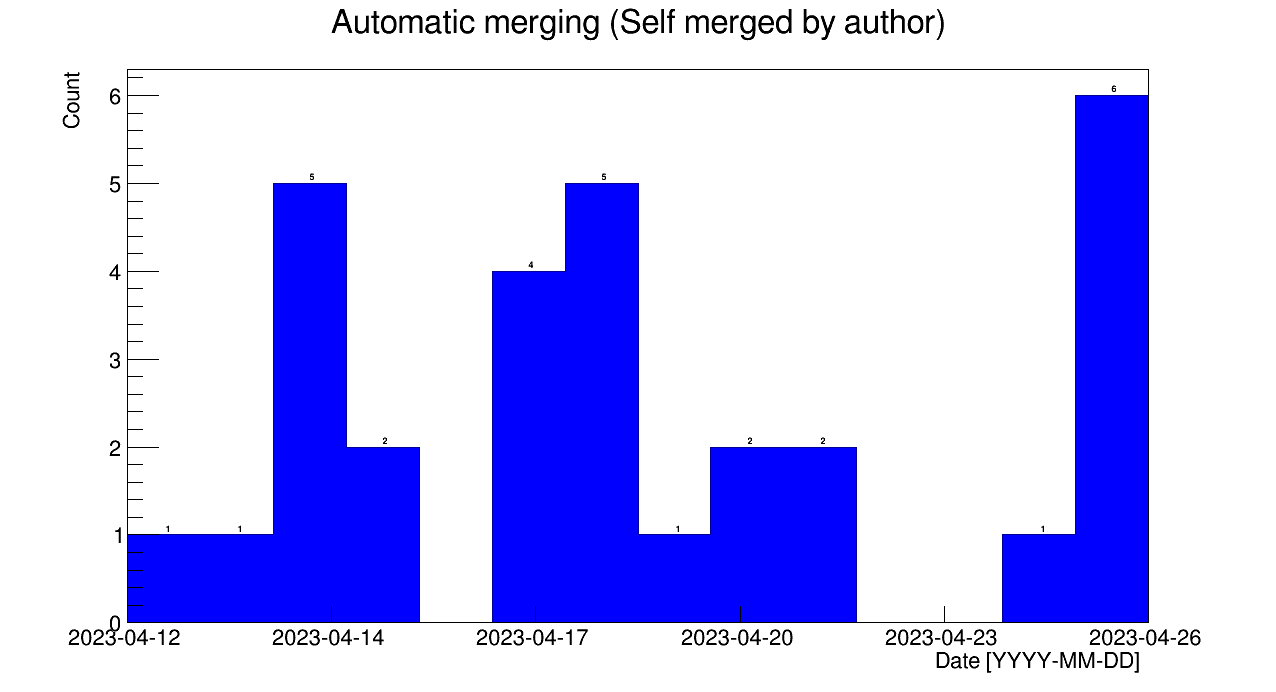 Automatic merging (Self merged by author)
Count
6
5
4
3
2
1
0
1 1 5 2 4 5 1 2 2 1 6
2023-04-12 2023-04-14 2023-04-17 2023-04-20 2023-04-23 2023-04-26
Date [YYYY-MM-DD]